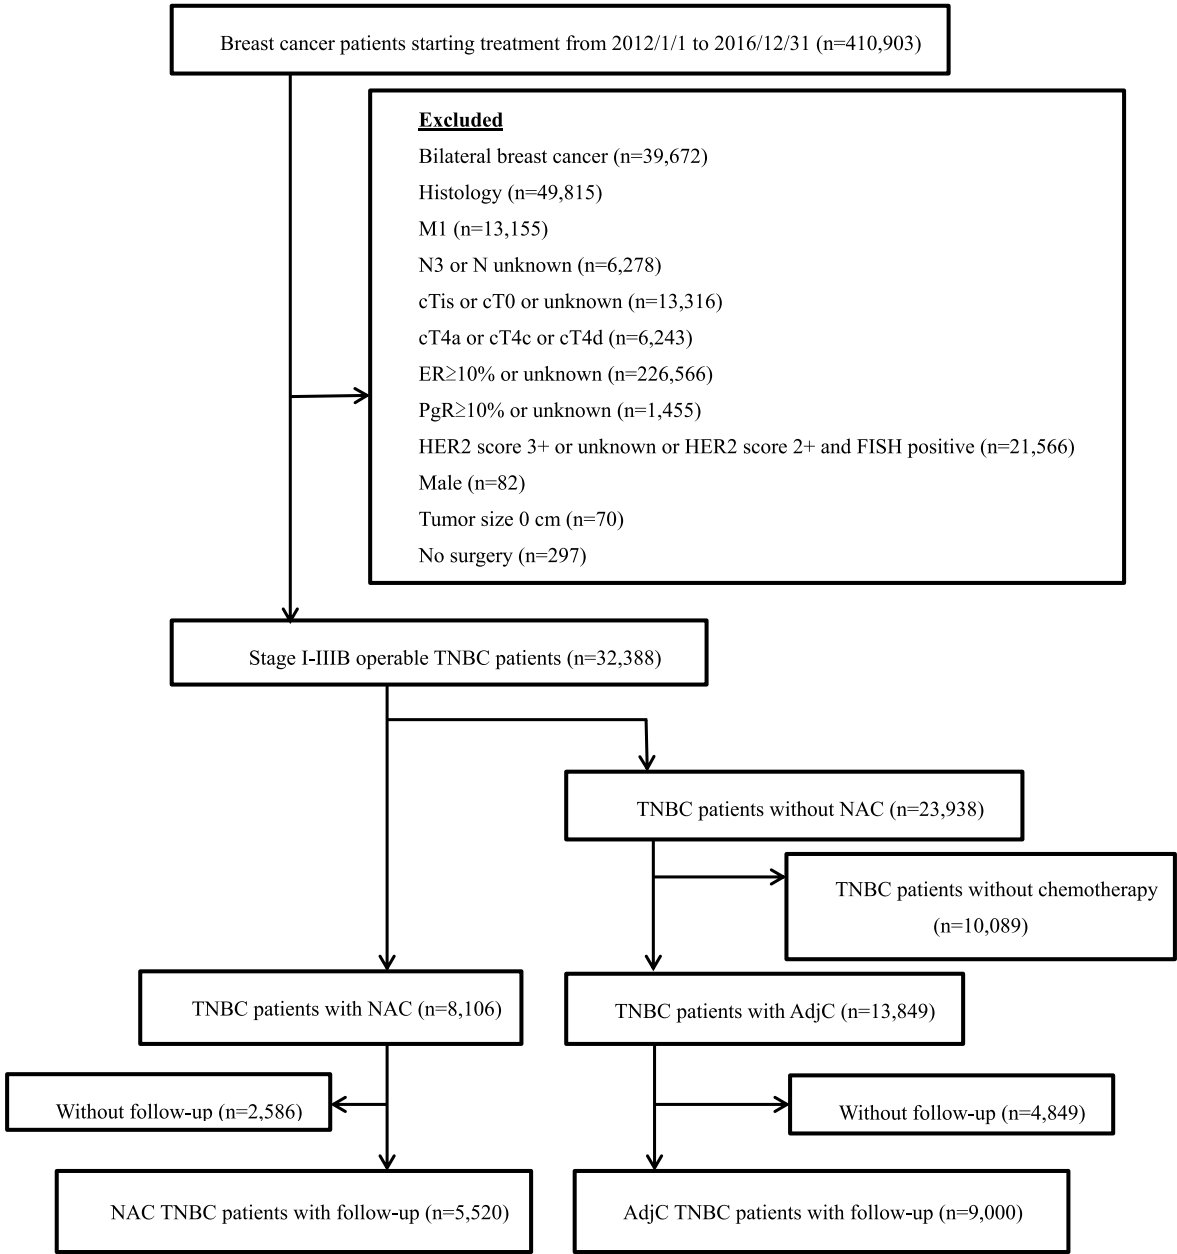 Breast cancer patients starting treatment from 2012/1/1 to 2016/12/31 (n=410,903)
Excluded
Bilateral breast cancer (n=39,672)
Histology (n=49,815)
M1 (n=13,155)
N3 or N unknown (n=6,278)
cTis or cT0 or unknown (n=13,316)
cT4a or cT4c or cT4d (n=6,243)
ER≥10% or unknown (n=226,566)
PgR≥10% or unknown (n=1,455)
HER2 score 3+ or unknown or HER2 score 2+ and FISH positive (n=21,566)
Male (n=82)
Tumor size 0 cm (n=70)
No surgery (n=297)
Stage I-IIIB operable TNBC patients (n=32,388)
TNBC patients without NAC (n=23,938)
TNBC patients without chemotherapy
(n=10,089)
TNBC patients with NAC (n=8,106)
TNBC patients with AdjC (n=13,849)
Without follow-up (n=2,586)
Without follow-up (n=4,849)
NAC TNBC patients with follow-up (n=5,520)
AdjC TNBC patients with follow-up (n=9,000)